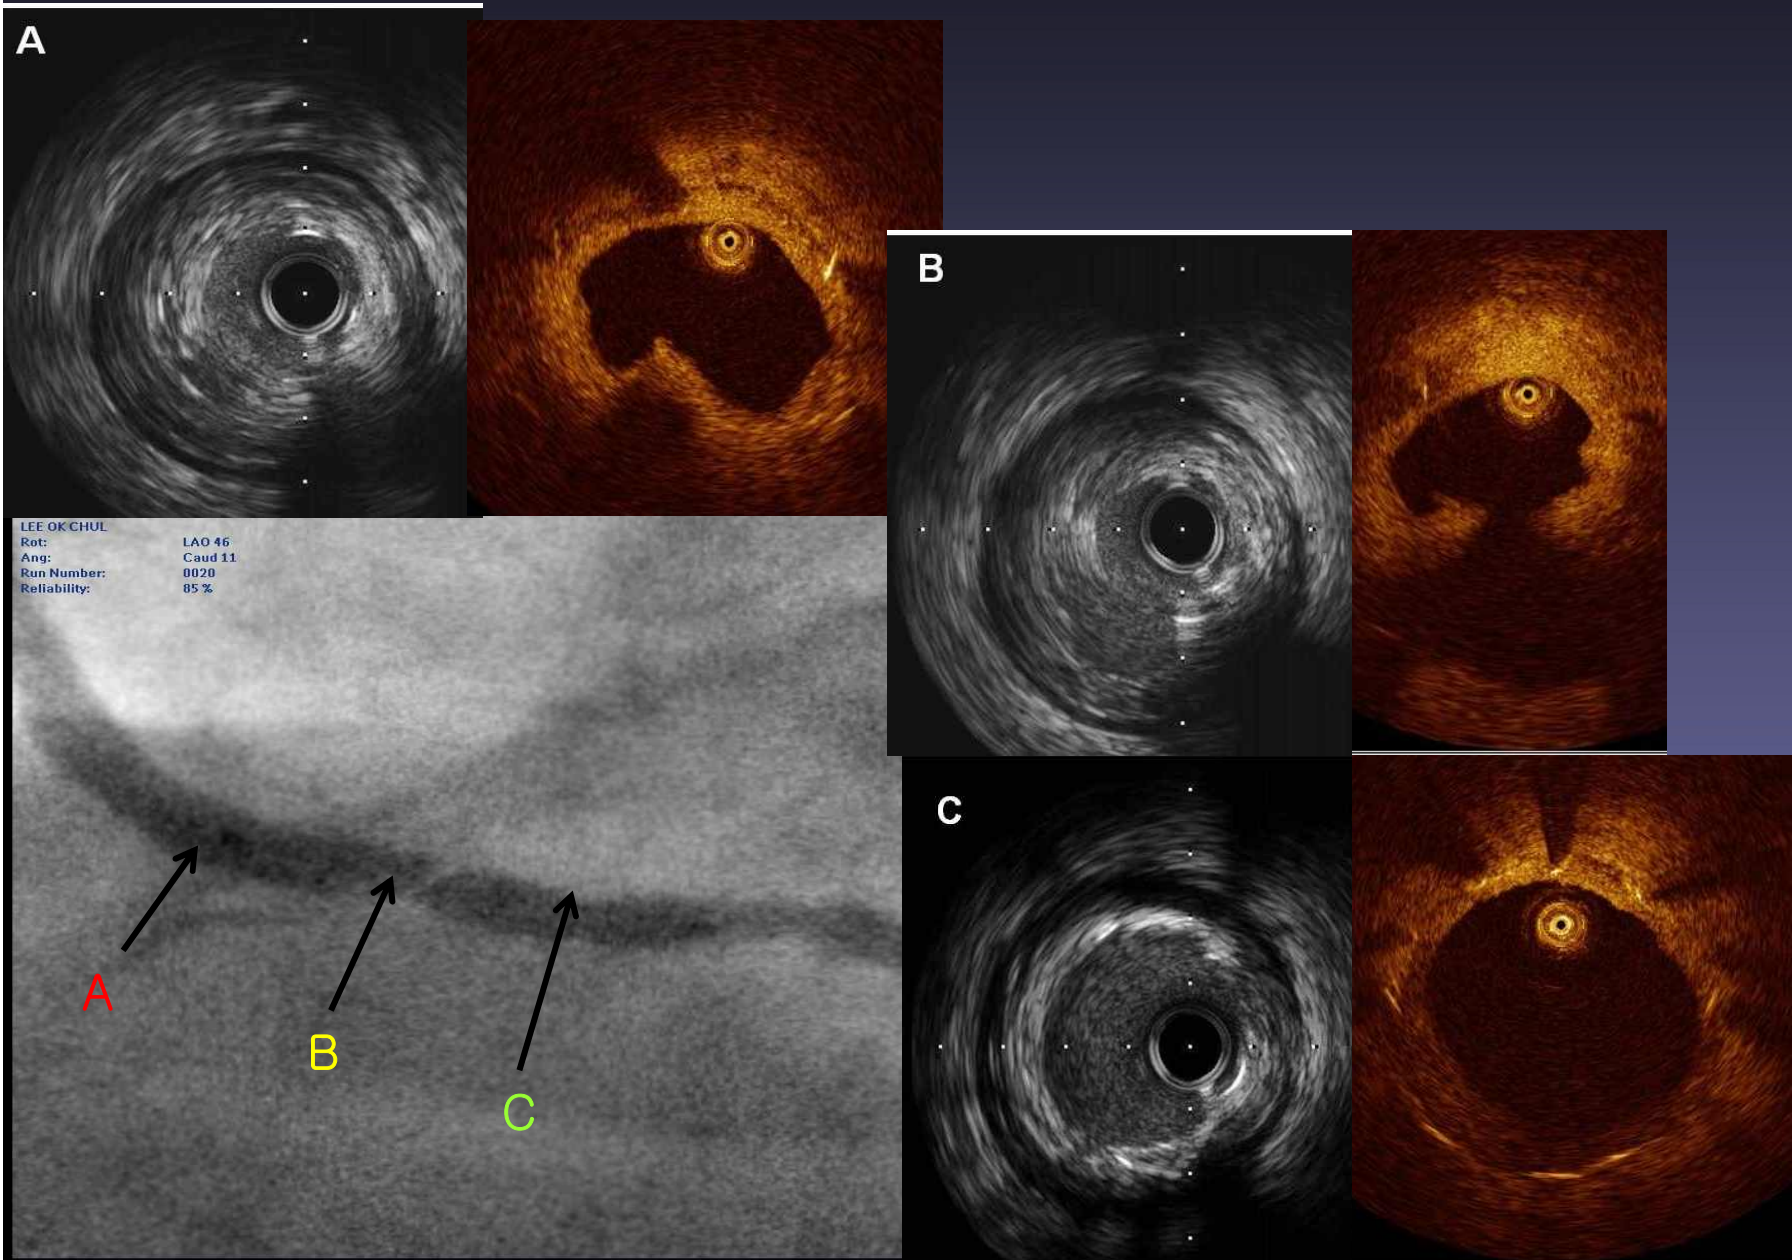 A
B
LEE OK CHUL
Rot: LAO 46
Ang: Caud 11
Run Number: 0020
Reliability: 85 %
C
A
B
C